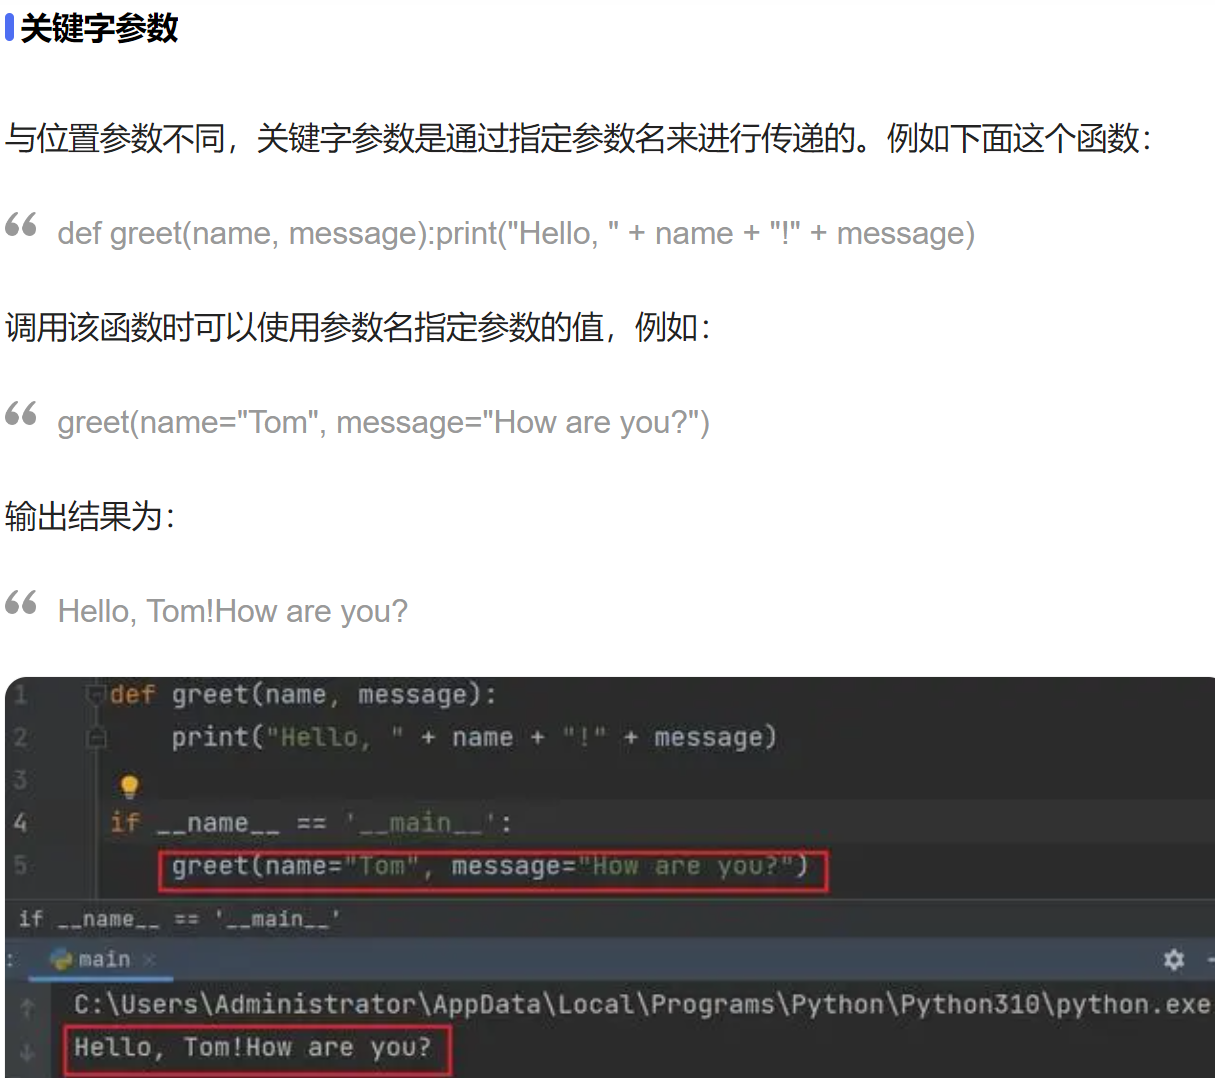 关键字参数
与位置参数不同，关键字参数是通过指定参数名来进行传递的。例如下面这个函数：
“ def greet(name, message):print("Hello, " + name + "!" + message)
调用该函数时可以使用参数名指定参数的值，例如：
“ greet(name="Tom", message="How are you?")
输出结果为：
“ Hello, Tom!How are you?
1 def greet(name, message):
2 print("Hello, " + name + "!" + message)
3
4 if __name__ == '__main__':
5 greet(name="Tom", message="How are you?")
if __name__ == '__main__'
: main ×
C:\Users\Administrator\AppData\Local\Programs\Python\Python310\python.exe
Hello, Tom!How are you?